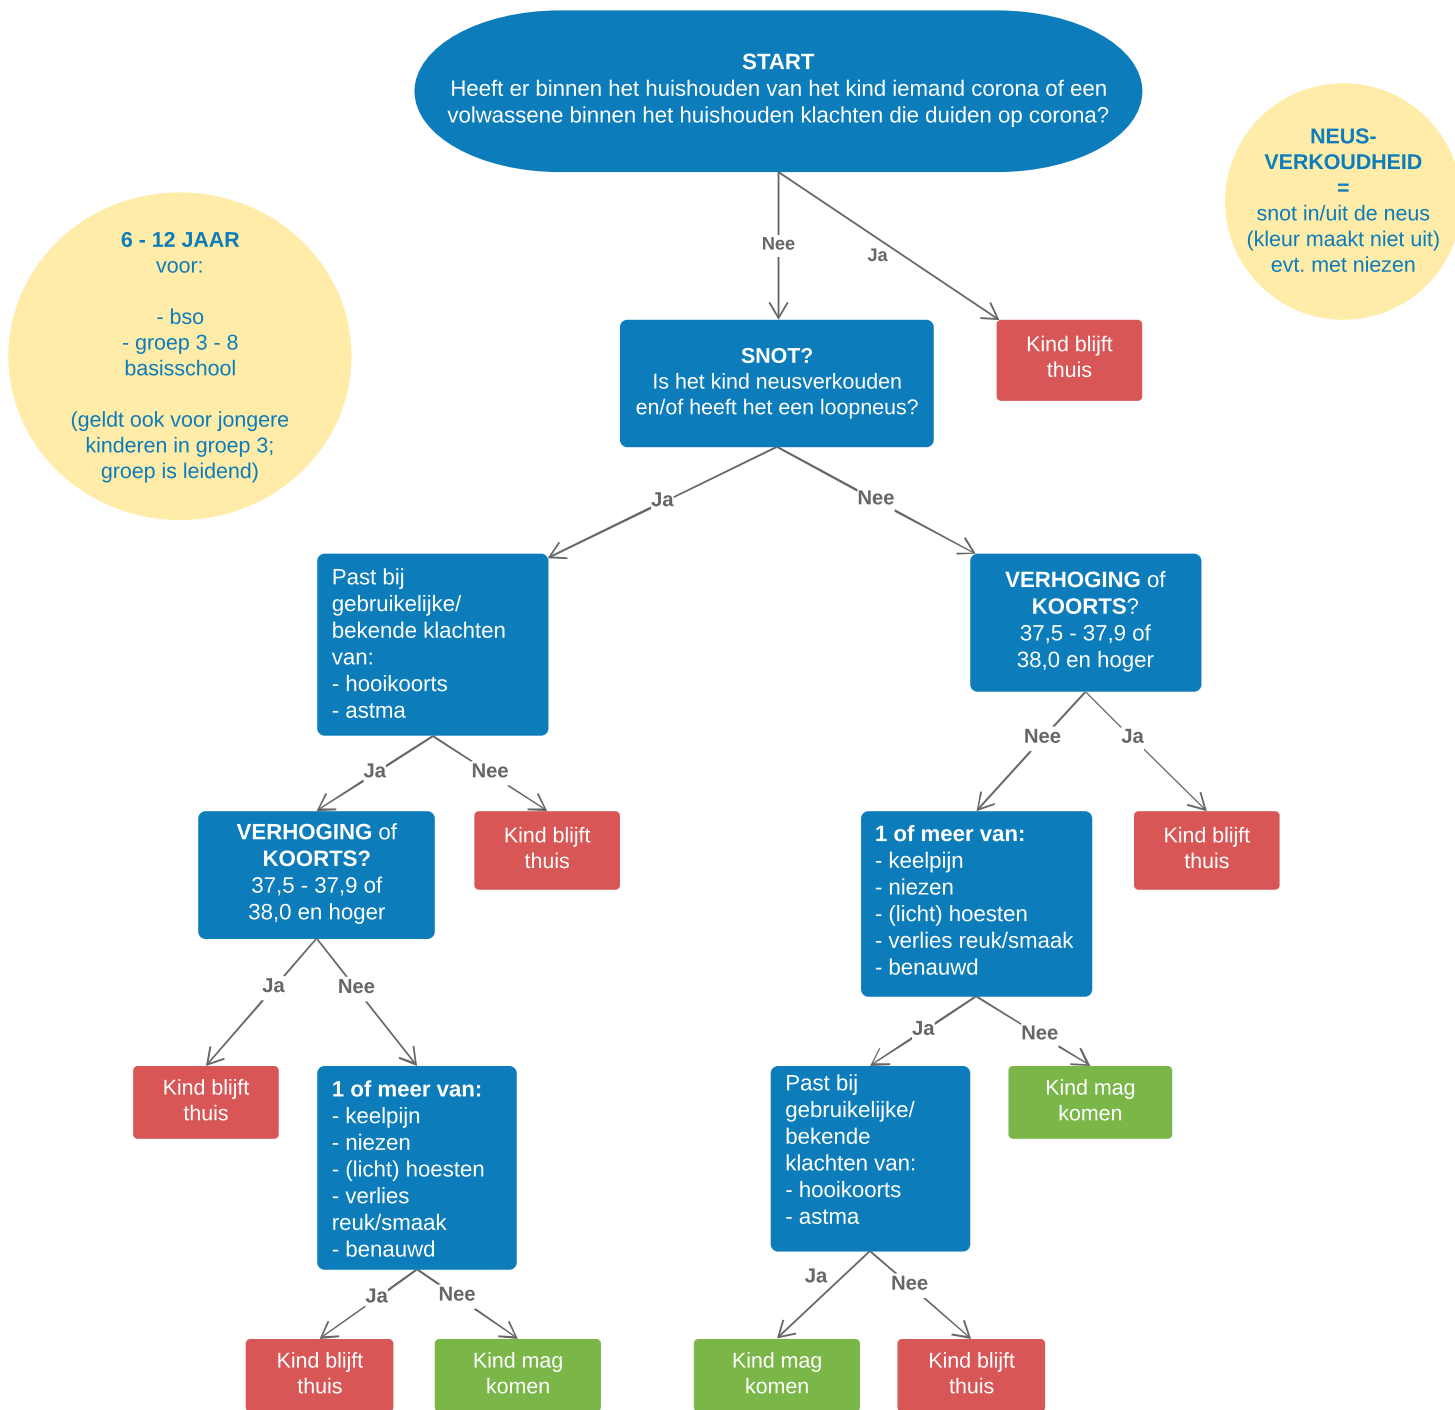 START
Heeft er binnen het huishouden van het kind iemand corona of een
volwassene binnen het huishouden klachten die duiden op corona?
NEUS-
VERKOUDHEID
=
snot in/uit de neus
(kleur maakt niet uit)
evt. met niezen
6 - 12 JAAR
voor:
- bso
- groep 3 - 8
basisschool
(geldt ook voor jongere
kinderen in groep 3;
groep is leidend)
Nee
Ja
SNOT?
Is het kind neusverkouden
en/of heeft het een loopneus?
Kind blijft
thuis
Ja
Nee
Past bij
gebruikelijke/
bekende klachten
van:
- hooikoorts
- astma
VERHOGING of
KOORTS?
37,5 - 37,9 of
38,0 en hoger
Ja
Nee
Nee
Ja
VERHOGING of
KOORTS?
37,5 - 37,9 of
38,0 en hoger
Kind blijft
thuis
1 of meer van:
- keelpijn
- niezen
- (licht) hoesten
- verlies reuk/smaak
- benauwd
Kind blijft
thuis
Ja
Nee
Ja
Nee
Kind blijft
thuis
1 of meer van:
- keelpijn
- niezen
- (licht) hoesten
- verlies
reuk/smaak
- benauwd
Past bij
gebruikelijke/
bekende
klachten van:
- hooikoorts
- astma
Kind mag
komen
Ja
Nee
Ja
Nee
Kind blijft
thuis
Kind mag
komen
Kind mag
komen
Kind blijft
thuis